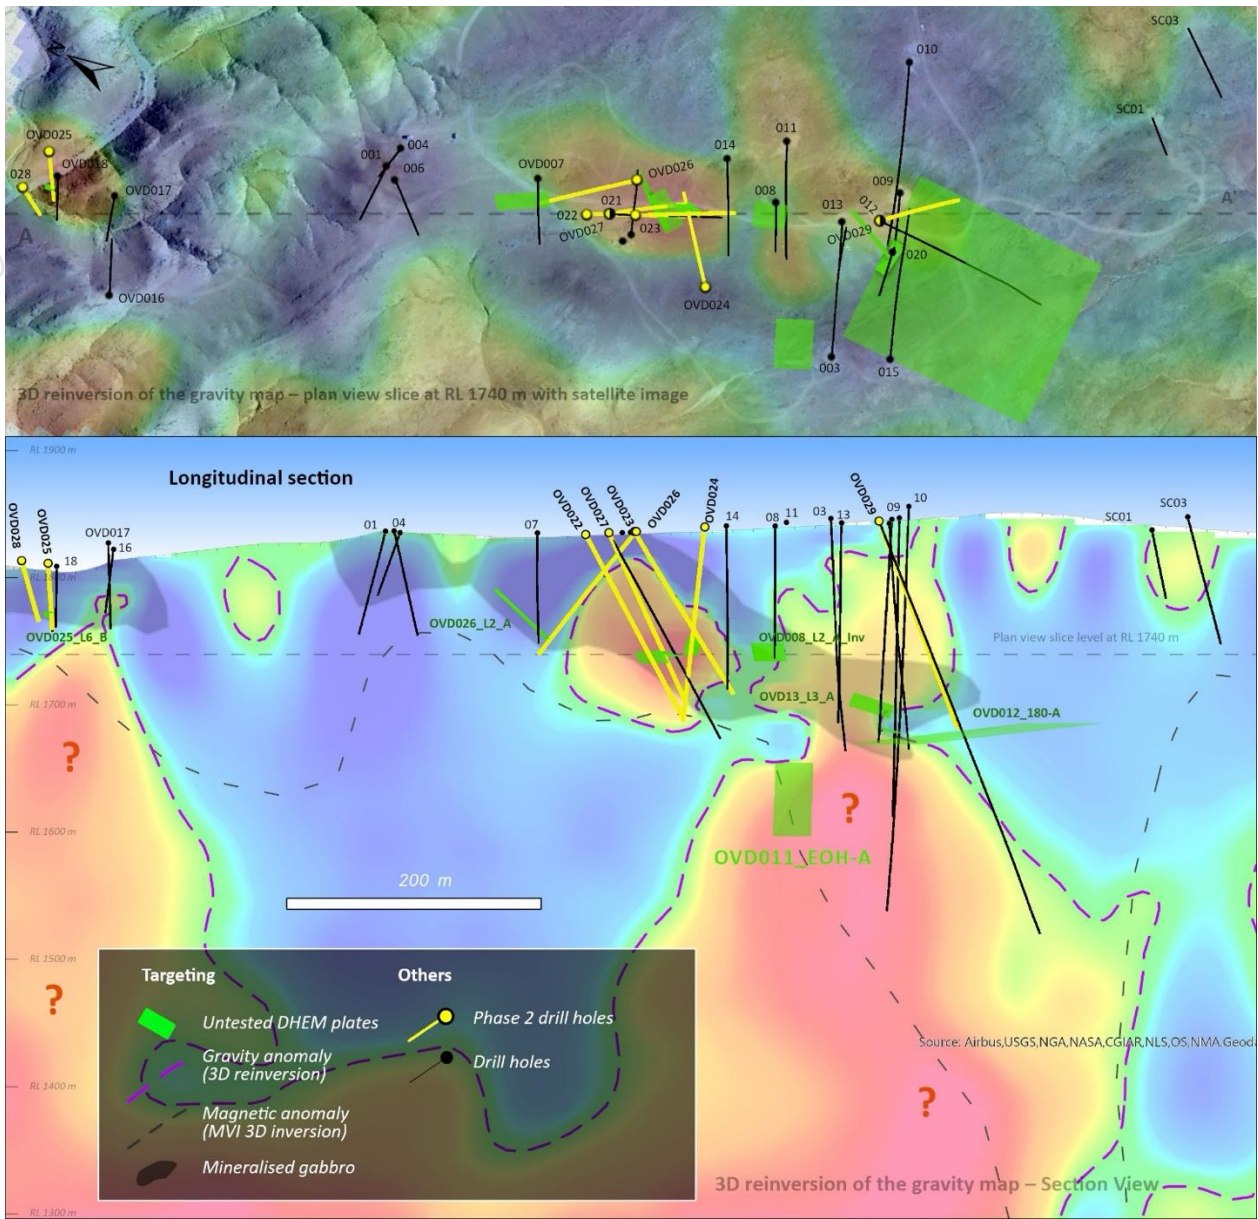 SC03
010
SC01
OVD025
004
011
014
001
OVD018
OVD026
028
006
OVD007
009
OVD017
008
021
013
012
A'
022
023
OVD027
OVD029
A
020
OVD016
OVD024
003
015
3D reinversion of the gravity map – plan view slice at RL 1740 m with satellite image
RL 1900 m
Longitudinal section
OVD028
OVD025
18
OVD017
16
01
04
07
OVD022
OVD027
OVD023
OVD026
OVD024
14
08
11
03
13
OVD029
09
10
SC01
SC03
RL 1800 m
OVD025_L6_B
OVD026_L2_A
OVD008_L2_A_Inv
Plan view slice level at RL 1740 m
RL 1700 m
OVD13_L3_A
OVD012_180-A
?
?
RL 1600 m
OVD011_EOH-A
200 m
RL 1500 m
?
Targeting
Others
Untested DHEM plates
Phase 2 drill holes
Gravity anomaly
(3D reinversion)
Drill holes
Magnetic anomaly
(MVI 3D inversion)
Mineralised gabbro
Source: Airbus,USGS,NGA,NASA,CGIAR,NLS,OS,NMA,Geoda
RL 1400 m
?
3D reinversion of the gravity map – Section View
RL 1300 m